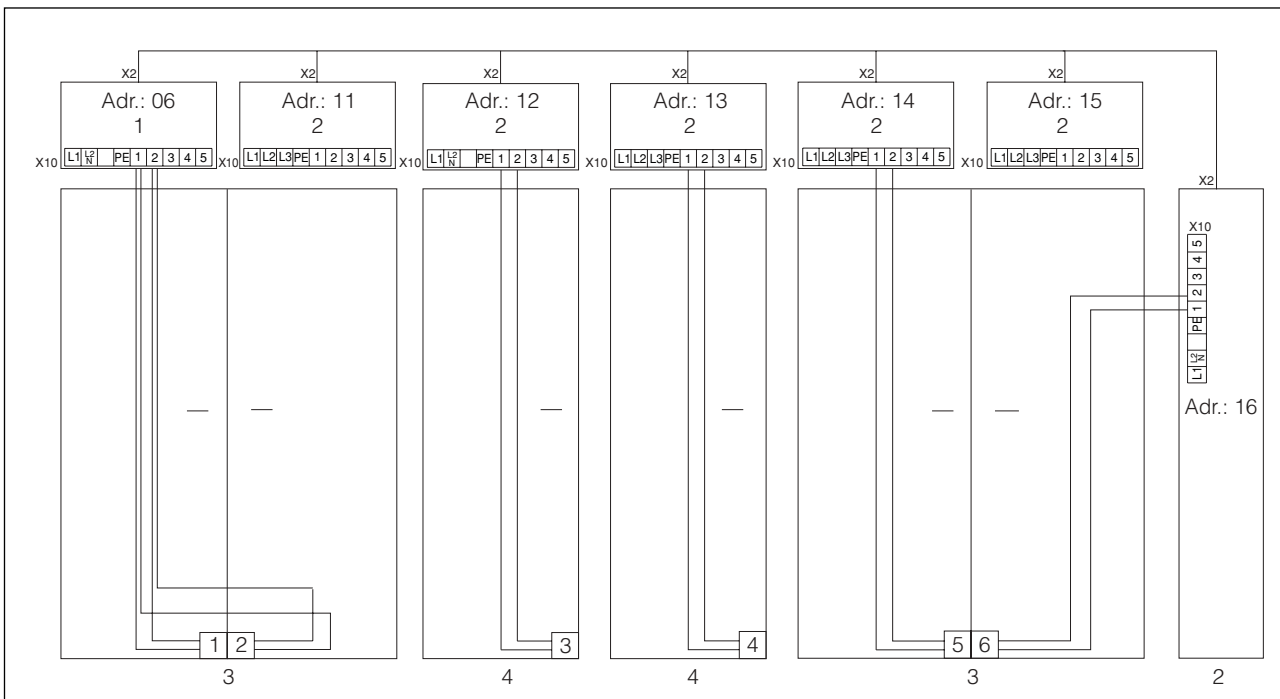 X2 X2 X2 X2 X2 X2
Adr.: 06 Adr.: 11 Adr.: 12 Adr.: 13 Adr.: 14 Adr.: 15
1 2 2 2 2 2
X10 L1 L2 N PE 1 2 3 4 5
X10 L1 L2 L3 PE 1 2 3 4 5
X10 L1 L2 N PE 1 2 3 4 5
X10 L1 L2 L3 PE 1 2 3 4 5
X10 L1 L2 L3 PE 1 2 3 4 5
X10 L1 L2 L3 PE 1 2 3 4 5
X2
X10
L1 L2 N PE 1 2 3 4 5
Adr.: 16
1 2 3 4 5 6
3 4 4 3 2